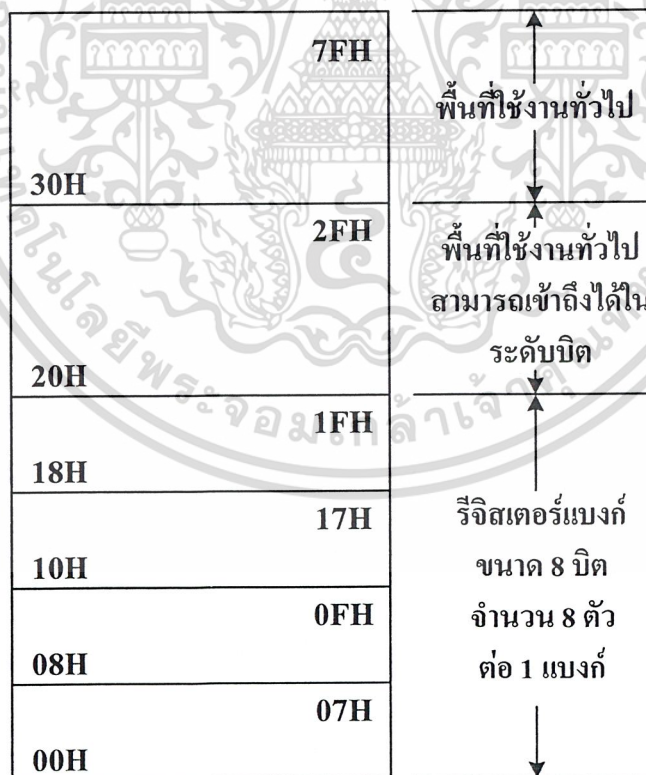 7FH
พื้นที่ใช้งานทั่วไป
30H
2FH
พื้นที่ใช้งานทั่วไป
สามารถเข้าถึงได้ใน
ระดับบิต
20H
1FH
18H
17H
10H
0FH
08H
07H
00H
รีจิสเตอร์แบงก์
ขนาด 8 บิต
จำนวน 8 ตัว
ต่อ 1 แบงก์